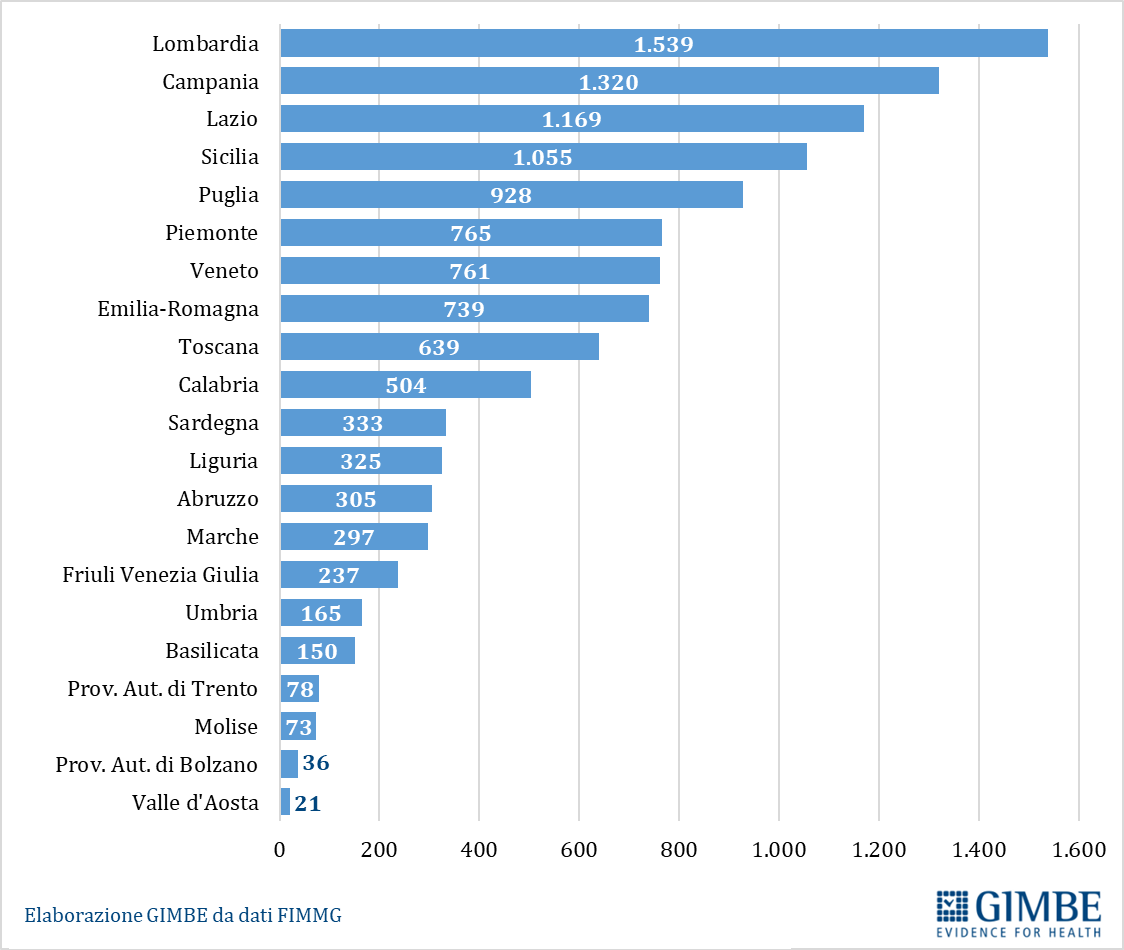 Lombardia 1.539
Campania 1.320
Lazio 1.169
Sicilia 1.055
Puglia 928
Piemonte 765
Veneto 761
Emilia-Romagna 739
Toscana 639
Calabria 504
Sardegna 333
Liguria 325
Abruzzo 305
Marche 297
Friuli Venezia Giulia 237
Umbria 165
Basilicata 150
Prov. Aut. di Trento 78
Molise 73
Prov. Aut. di Bolzano 36
Valle d'Aosta 21
0 200 400 600 800 1.000 1.200 1.400 1.600
Elaborazione GIMBE da dati FIMMG
GIMBE
EVIDENCE FOR HEALTH